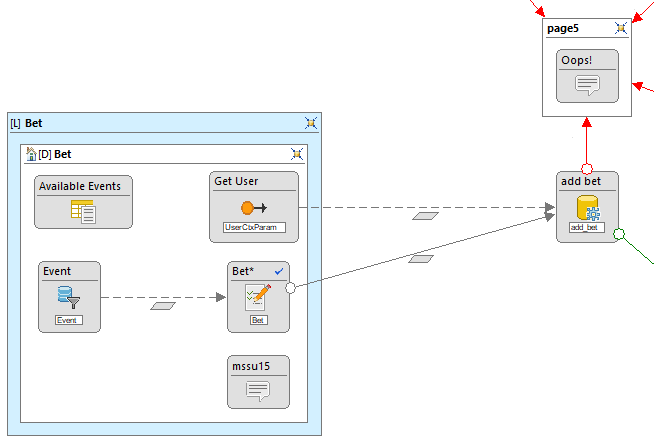 page5
Oops!
[L] Bet
[D] Bet
Available Events
Get User
UserCtxParam
add bet
add_bet
Event
Event
Bet*
Bet
mssu15